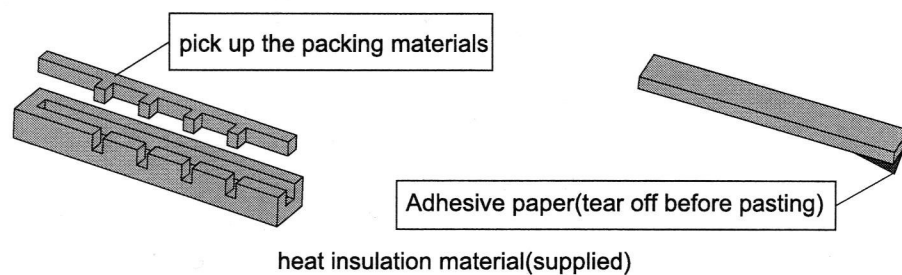 pick up the packing materials
Adhesive paper(tear off before pasting)
heat insulation material(supplied)